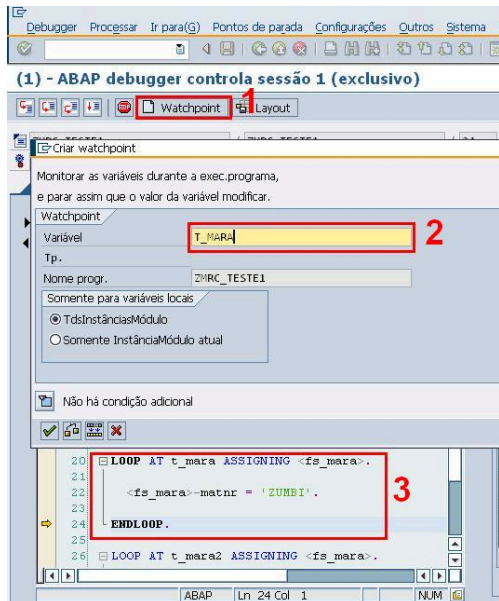 Debugger Processar Ir para(G) Pontos de parada Configurações Outros Sistema
(1) - ABAP debugger controla sessão 1 (exclusivo)
Watchpoint 1 Layout
Criar watchpoint
Monitorar as variáveis durante a exec.programa,
e parar assim que o valor da variável modificar.
Watchpoint
Variável T_MARA 2
Tp.
Nome progr. ZMRC_TESTE1
Somente para variáveis locais
TdsInstânciasMódulo
Somente InstânciaMódulo atual
Não há condição adicional
20 LOOP AT t_mara ASSIGNING <fs_mara>.
21
22 <fs_mara>-matnr = 'ZUMBI'. 3
23
24 ENDLOOP.
25
26 LOOP AT t_mara2 ASSIGNING <fs_mara>.
ABAP Ln 24 Col 1 NUM